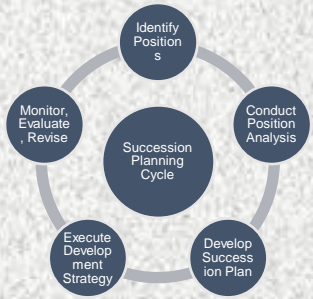 Identify
Position
s
Conduct
Position
Analysis
Develop
Success
ion Plan
Execute
Develop
ment
Strategy
Monitor,
Evaluate
, Revise
Succession
Planning
Cycle